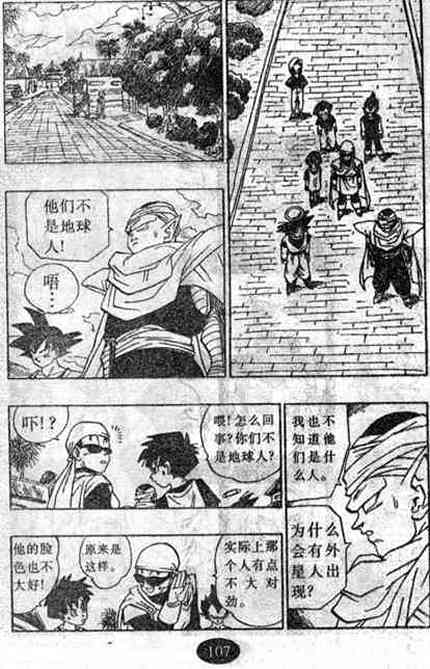 他们不
是地球
人!
唔
…
吓!?
喂!怎么回
事?你们不
是地球人?
我也不
知道他
们是什
么人。
为什么
会有外
是人出
现?
他的脸
色也不
大好!
原来是
这样。
实际上那
个人有点
不大对
劲。
107